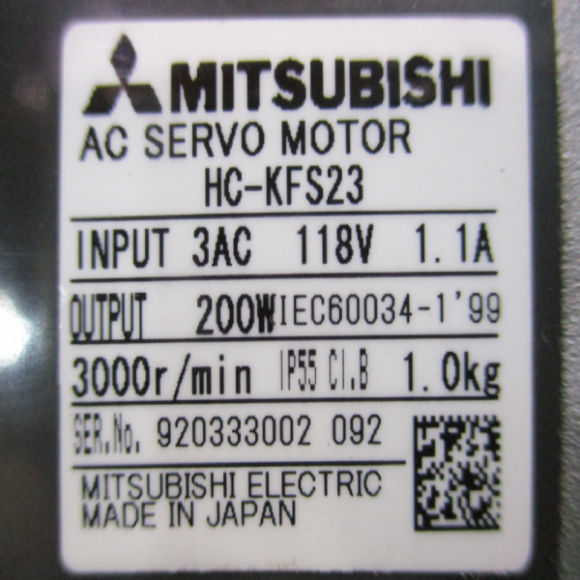 MITSUBISHI
AC SERVO MOTOR
HC-KFS23
INPUT 3AC 118V 1.1A
OUTPUT 200W IEC60034-1'99
3000r/min IP55 CI.B 1.0kg
SER.No. 920333002 092
MITSUBISHI ELECTRIC
MADE IN JAPAN